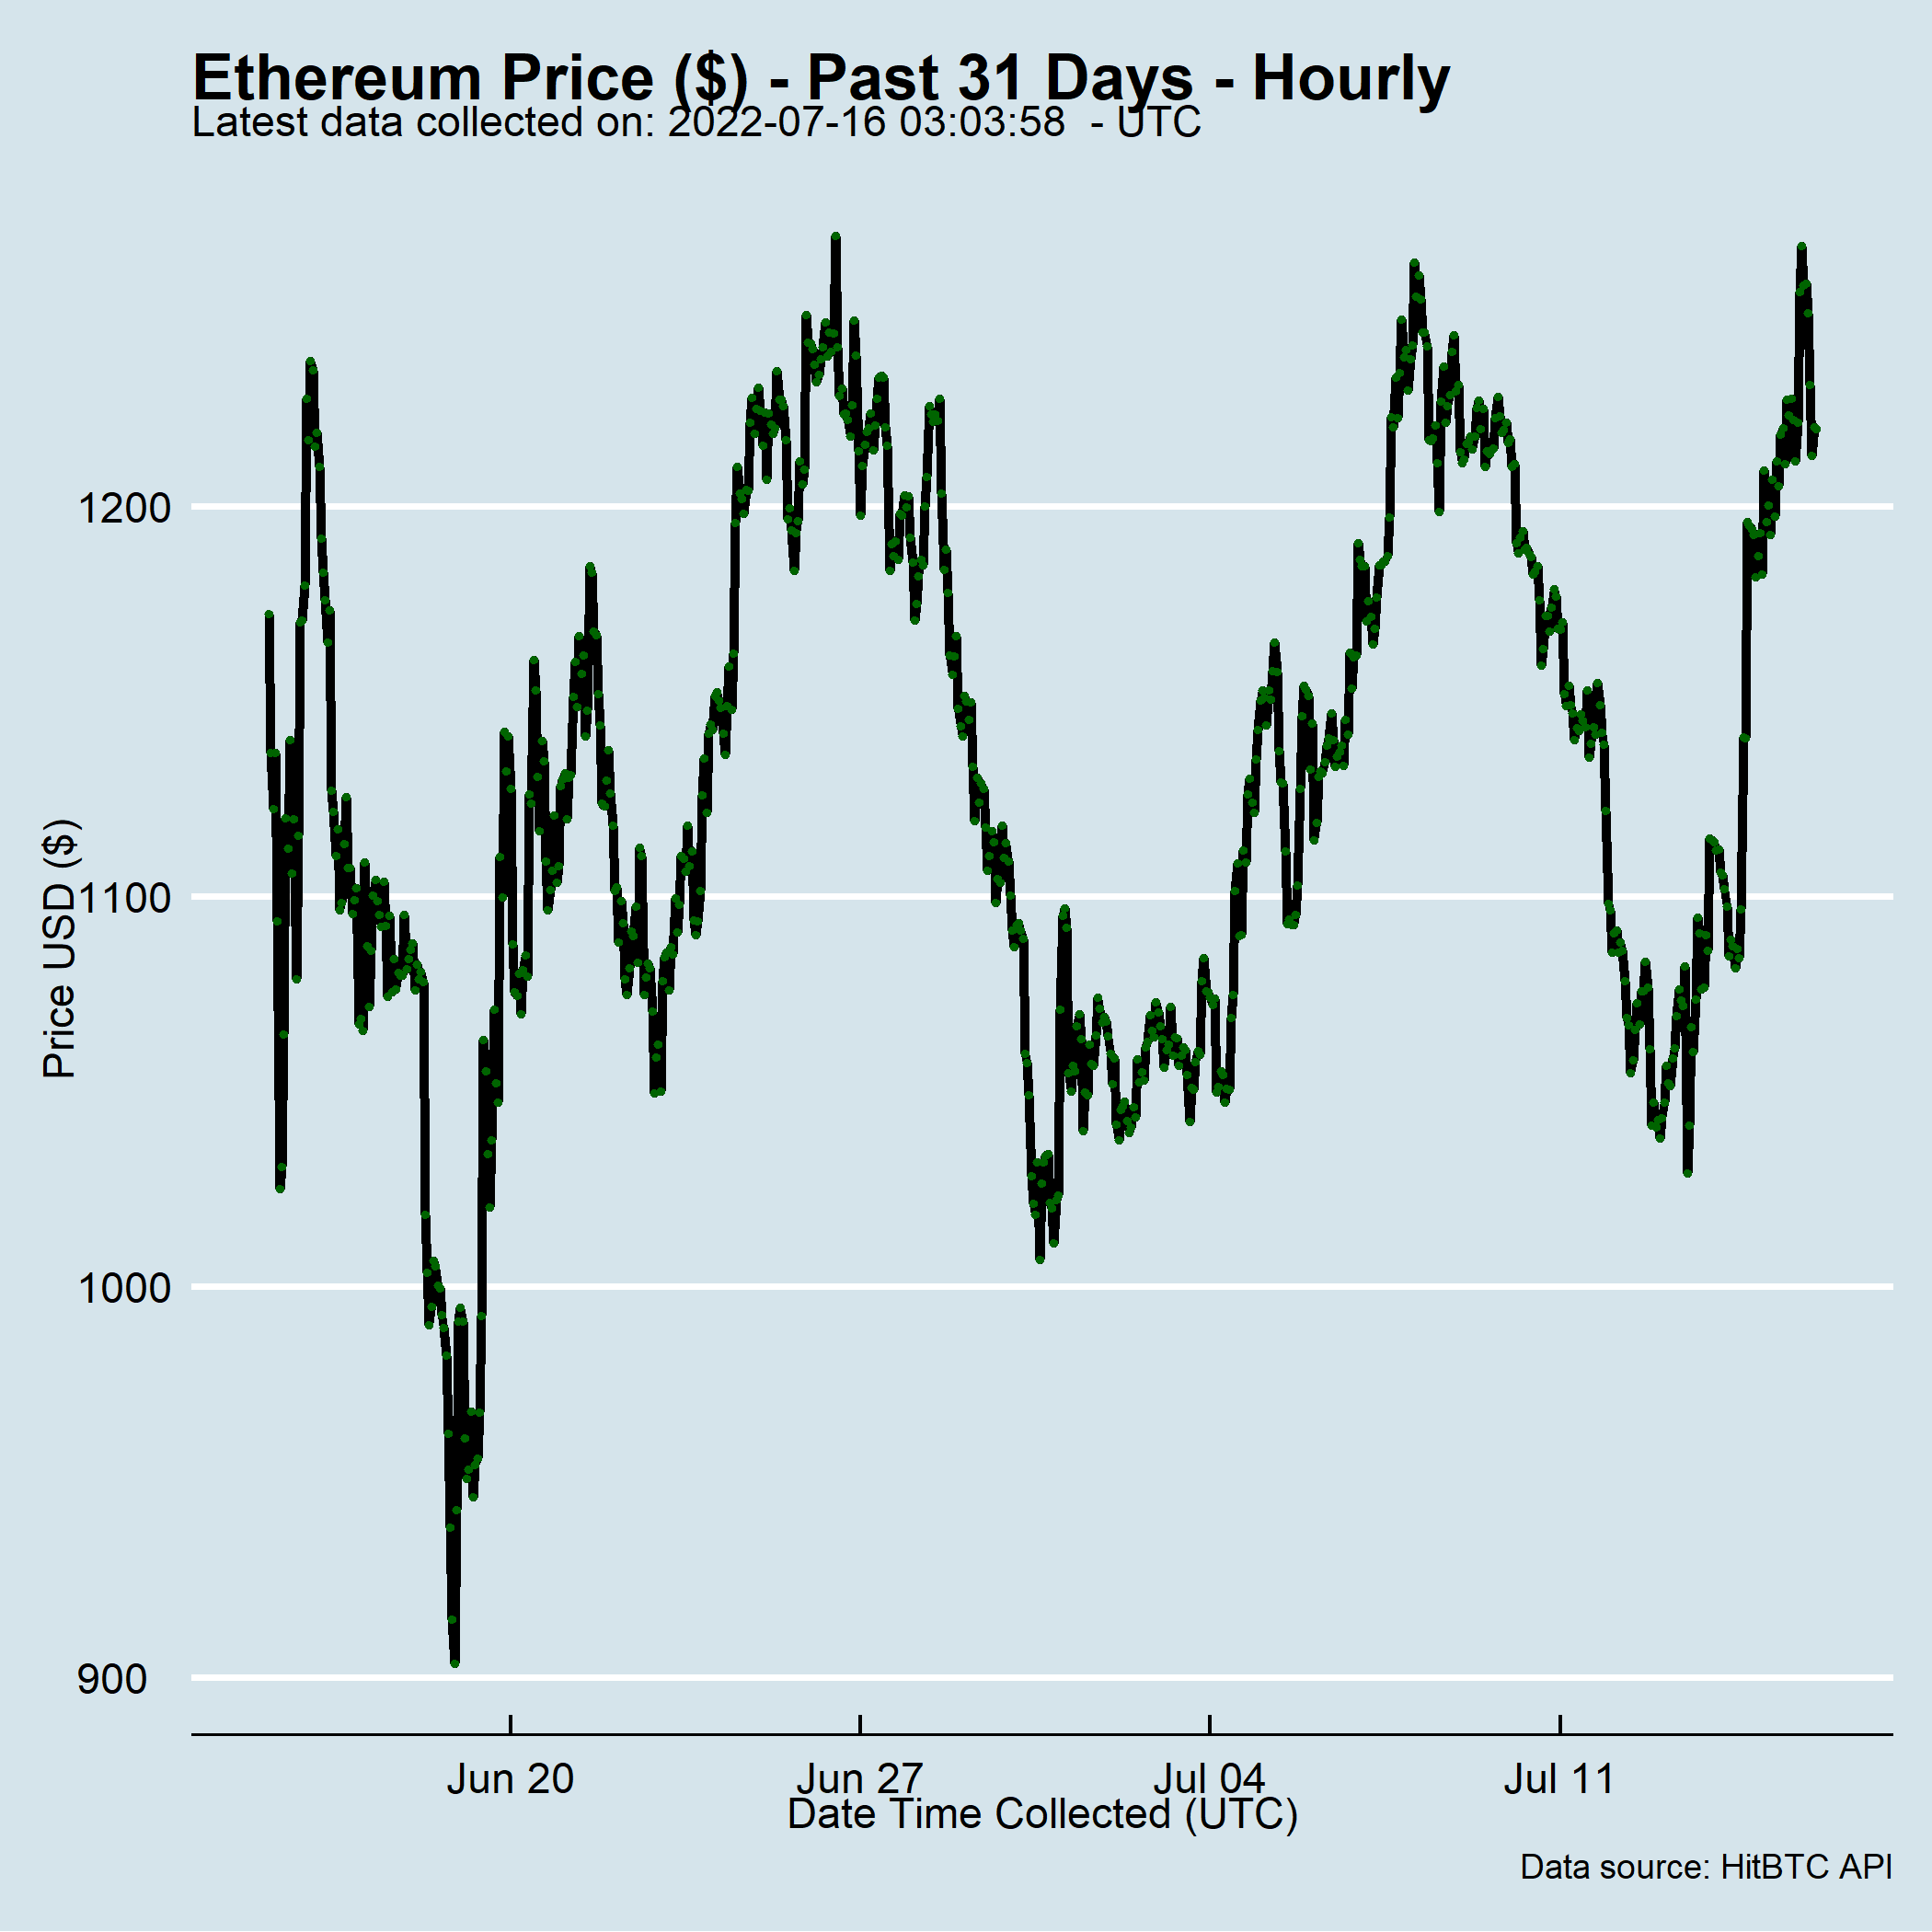 Ethereum Price ($) - Past 31 Days - Hourly
Latest data collected on: 2022-07-16 03:03:58  - UTC
Price USD ($)
1200
1100
1000
900
Jun 20
Jun 27
Jul 04
Jul 11
Date Time Collected (UTC)
Data source: HitBTC API